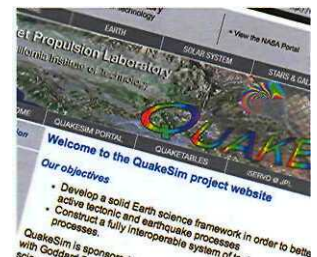 Technology
View the NASA Portal
EARTH
SOLAR SYSTEM
STARS & GAL
et Propulsion Laboratory
alifornia Institute of Technology
QUAKE
OME
QUAKESIM PORTAL
QUAKETABLES
iSERVO @ JPL
Welcome to the QuakeSim project website
Our objectives
• Develop a solid Earth science framework in order to bette
active tectonic and earthquake processes
• Construct a fully interoperable system of
processes.
QuakeSim is sponsor
with Goddard